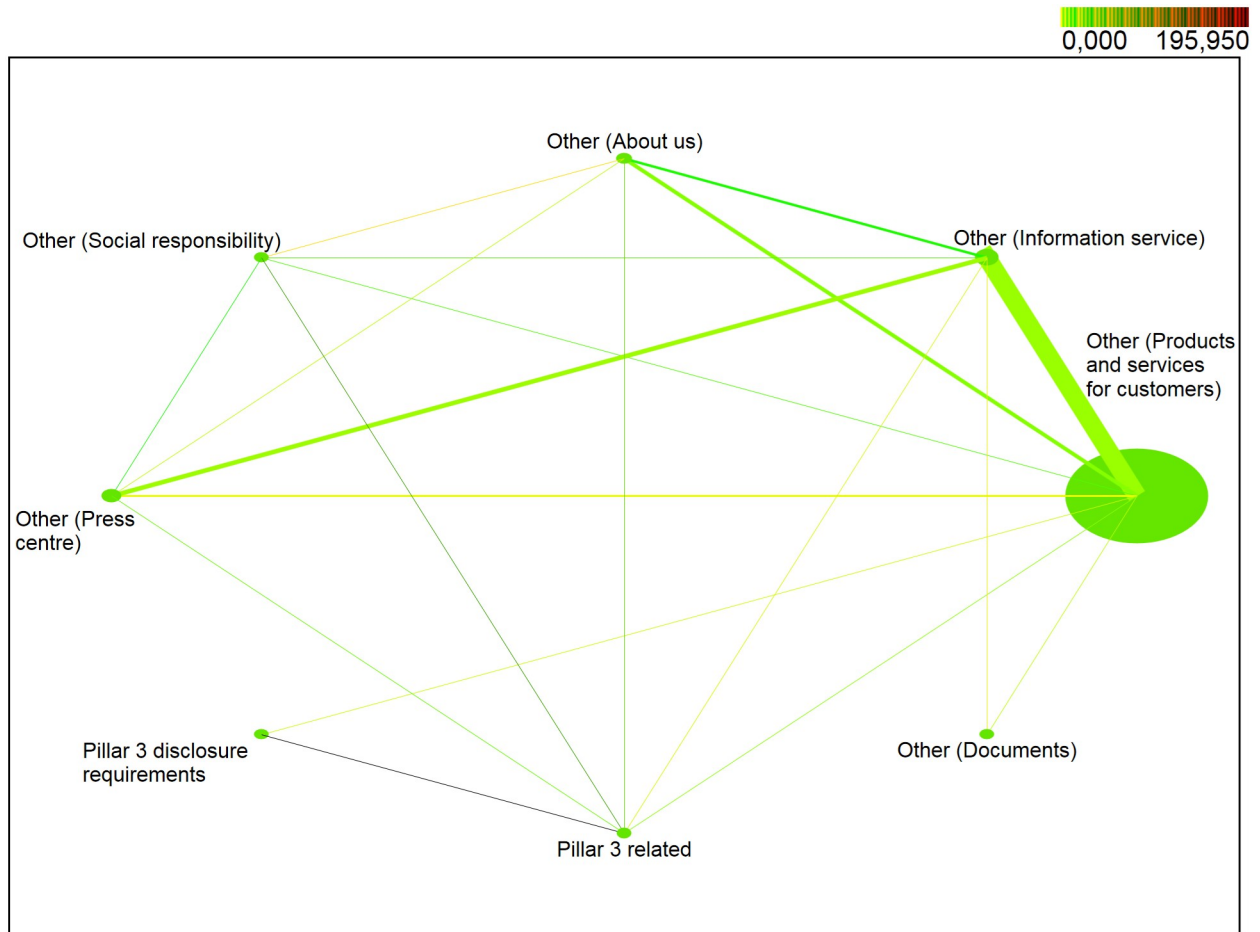 0,000 195,950
Other (About us)
Other (Social responsibility)
Other (Information service)
Other (Products
and services
for customers)
Other (Press
centre)
Pillar 3 disclosure
requirements
Other (Documents)
Pillar 3 related